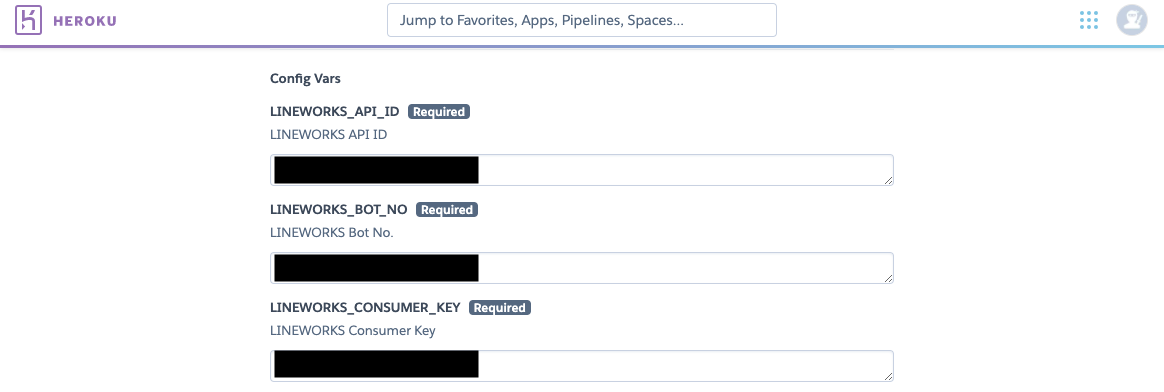 HEROKU
Jump to Favorites, Apps, Pipelines, Spaces...
Config Vars
LINEWORKS_API_ID Required
LINEWORKS API ID
LINEWORKS_BOT_NO Required
LINEWORKS Bot No.
LINEWORKS_CONSUMER_KEY Required
LINEWORKS Consumer Key